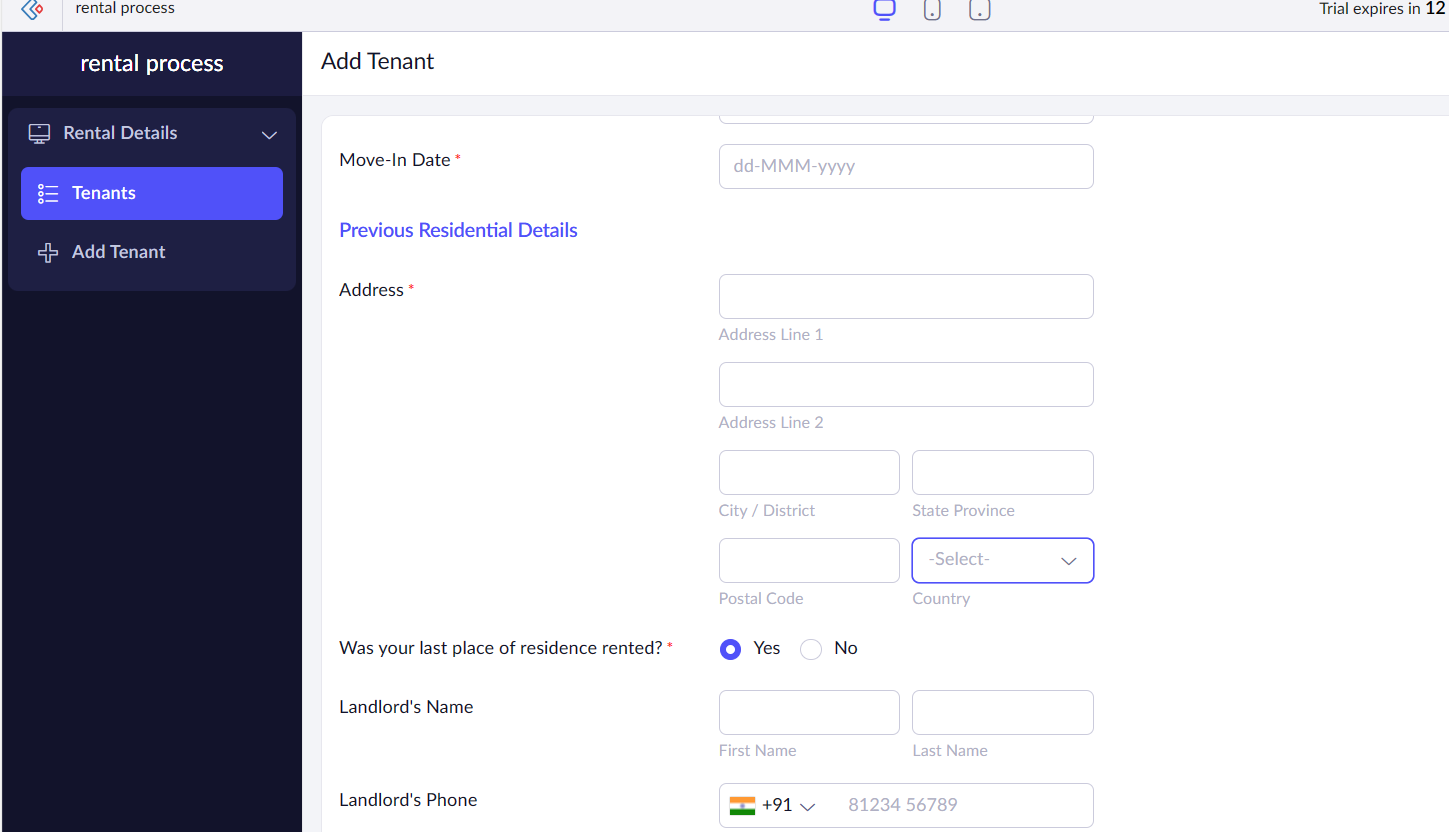 rental process
Trial expires in 12
rental process
Add Tenant
Rental Details
Tenants
Add Tenant
Move-In Date *
dd-MMM-yyyy
Previous Residential Details
Address *
Address Line 1
Address Line 2
City / District
State Province
-Select-
Postal Code
Country
Was your last place of residence rented? *
Yes
No
Landlord's Name
First Name
Last Name
Landlord's Phone
+91
81234 56789